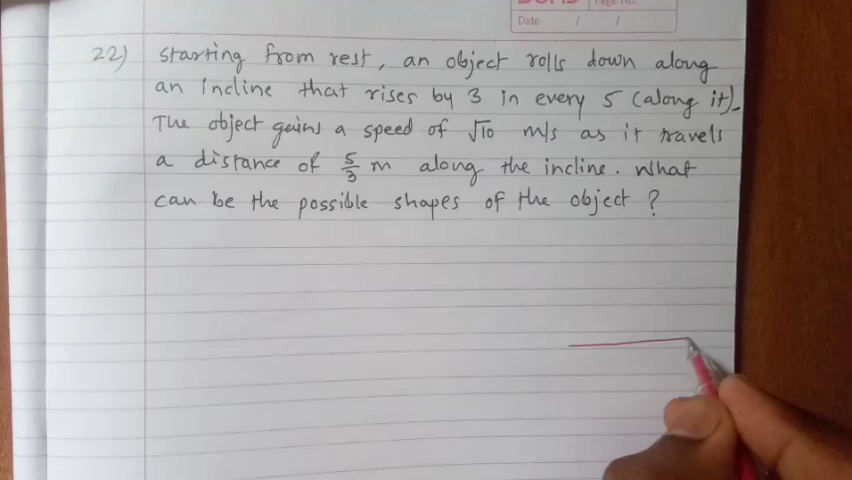 Date / /
22) starting from rest, an object rolls down along
an incline that rises by 3 in every 5 (along it).
The object gains a speed of √10 m/s as it travels
a distance of 5/3 m along the incline. What
can be the possible shapes of the object ?